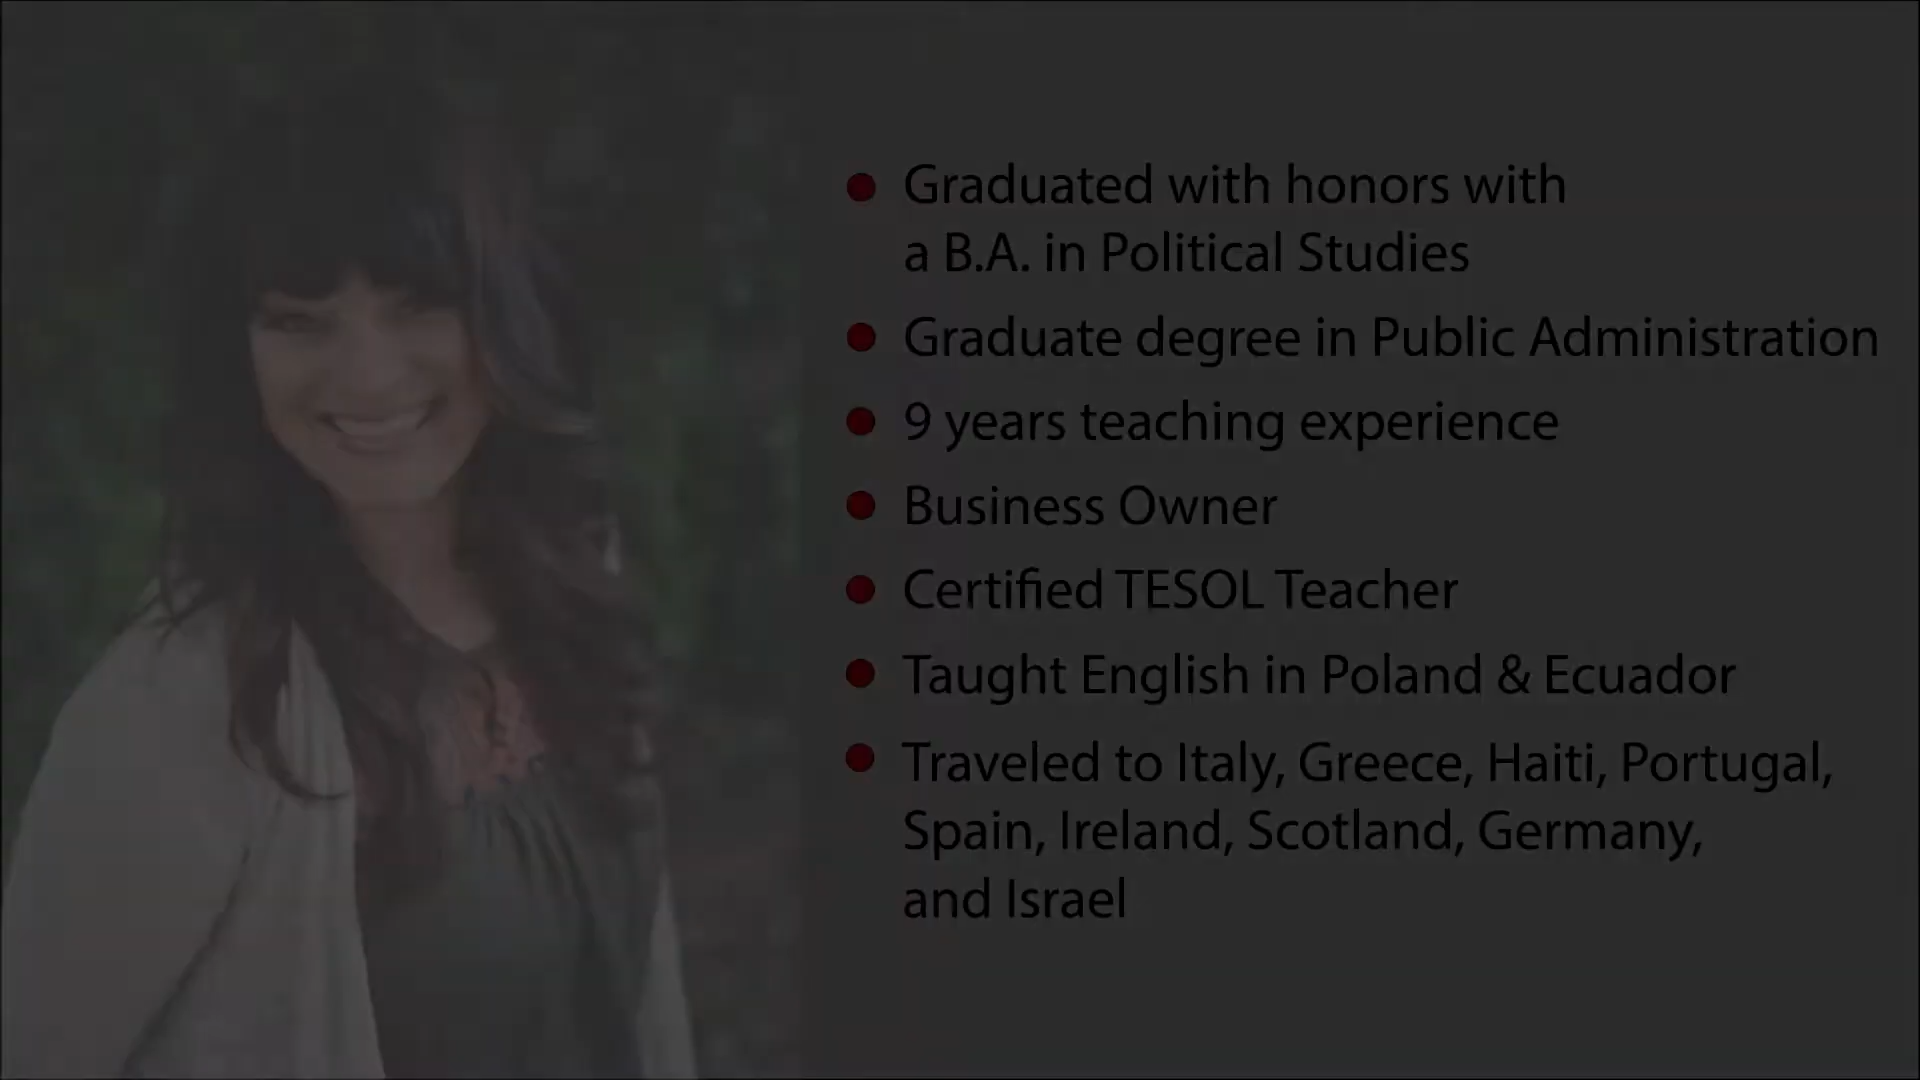 Graduated with honors with
a B.A. in Political Studies
Graduate degree in Public Administration
9 years teaching experience
Business Owner
Certified TESOL Teacher
Taught English in Poland & Ecuador
Traveled to Italy, Greece, Haiti, Portugal,
Spain, Ireland, Scotland, Germany,
and Israel